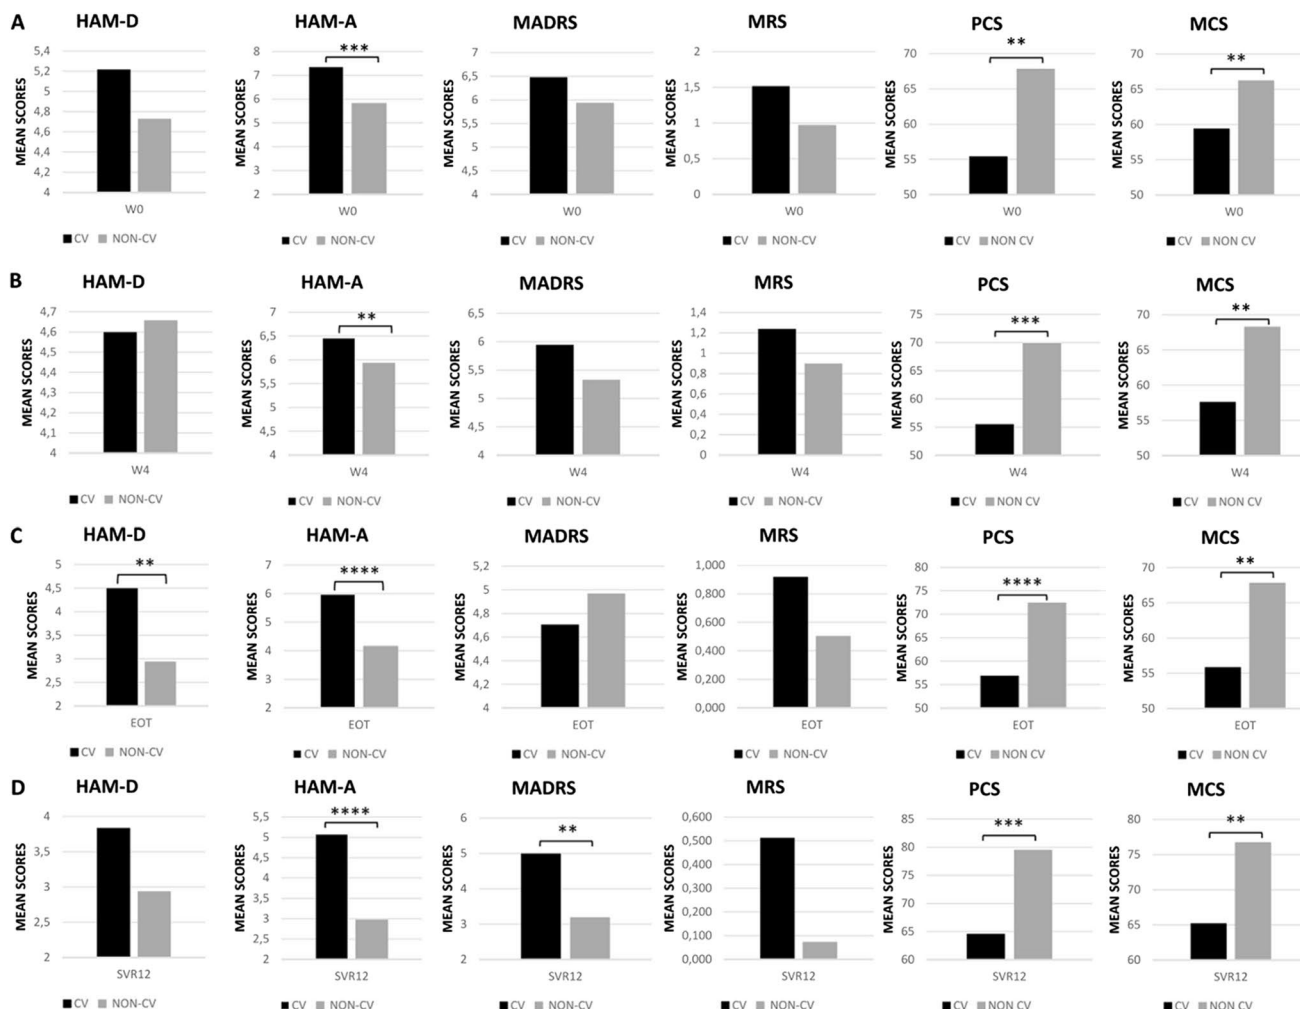 A
HAM-D
MEAN SCORES
5,4
5,2
5
4,8
4,6
4,4
4,2
4
W0
CV NON-CV
HAM-A
MEAN SCORES
8
7
6
5
4
3
2
***
W0
CV NON-CV
MADRS
MEAN SCORES
7
6,5
6
5,5
5
4,5
4
W0
CV NON-CV
MRS
MEAN SCORES
2
1,5
1
0,5
0
W0
CV NON-CV
PCS
MEAN SCORES
70
65
60
55
50
**
W0
CV NON CV
MCS
MEAN SCORES
70
65
60
55
50
**
W0
CV NON CV
B
HAM-D
MEAN SCORES
4,7
4,6
4,5
4,4
4,3
4,2
4,1
4
W4
CV NON-CV
HAM-A
MEAN SCORES
7
6,5
6
5,5
5
4,5
4
**
W4
CV NON-CV
MADRS
MEAN SCORES
6,5
6
5,5
5
4,5
4
W4
CV NON-CV
MRS
MEAN SCORES
1,4
1,2
1
0,8
0,6
0,4
0,2
0
W4
CV NON-CV
PCS
MEAN SCORES
75
70
65
60
55
50
***
W4
CV NON CV
MCS
MEAN SCORES
70
65
60
55
50
**
W4
CV NON CV
C
HAM-D
MEAN SCORES
5
4,5
4
3,5
3
2,5
2
**
EOT
CV NON-CV
HAM-A
MEAN SCORES
7
6
5
4
3
2
****
EOT
CV NON-CV
MADRS
MEAN SCORES
5,2
5
4,8
4,6
4,4
4,2
4
EOT
CV NON-CV
MRS
MEAN SCORES
1,000
0,800
0,600
0,400
0,200
0,000
EOT
CV NON-CV
PCS
MEAN SCORES
80
75
70
65
60
55
50
****
EOT
CV NON CV
MCS
MEAN SCORES
70
65
60
55
50
**
EOT
CV NON CV
D
HAM-D
MEAN SCORES
4
3,5
3
2,5
2
SVR12
CV NON-CV
HAM-A
MEAN SCORES
5,5
5
4,5
4
3,5
3
2,5
2
****
SVR12
CV NON-CV
MADRS
MEAN SCORES
6
5
4
3
2
**
SVR12
CV NON-CV
MRS
MEAN SCORES
0,600
0,500
0,400
0,300
0,200
0,100
0,000
SVR12
CV NON-CV
PCS
MEAN SCORES
85
80
75
70
65
60
***
SVR12
CV NON CV
MCS
MEAN SCORES
80
75
70
65
60
**
SVR12
CV NON CV